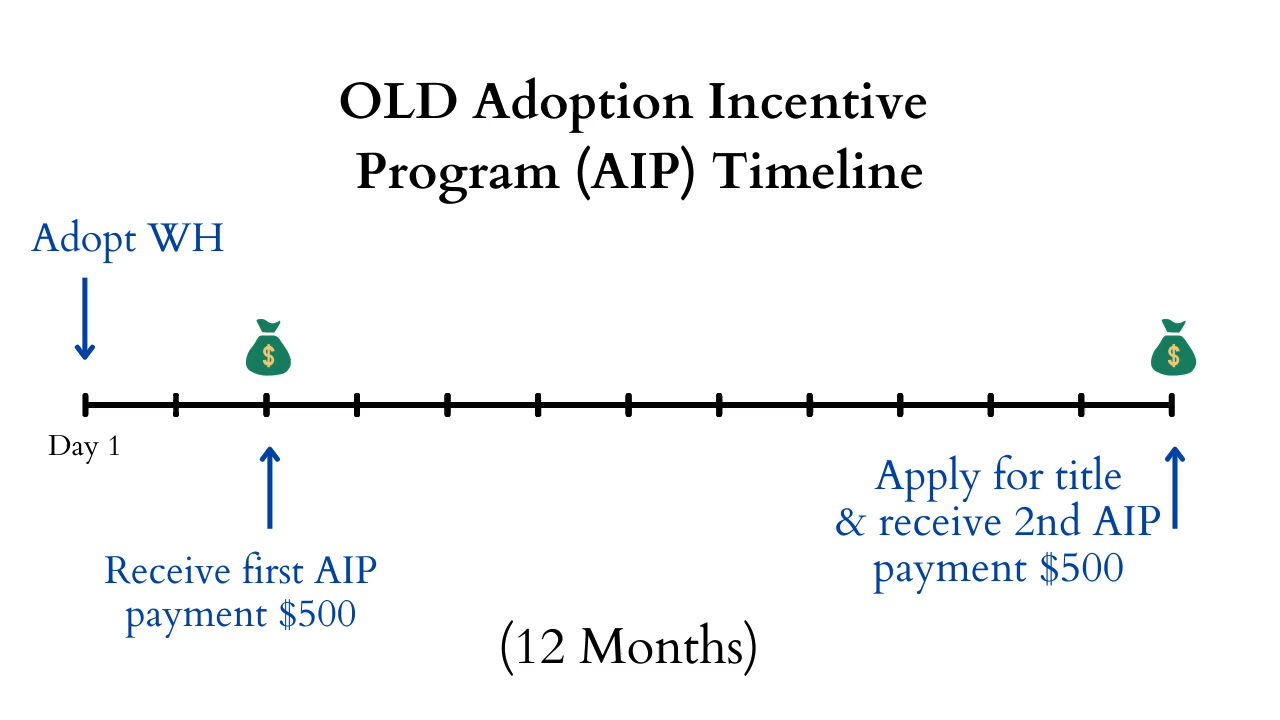 OLD Adoption Incentive
Program (AIP) Timeline
Adopt WH
$
$
Day 1
Receive first AIP
payment $500
Apply for title
& receive 2nd AIP
payment $500
(12 Months)